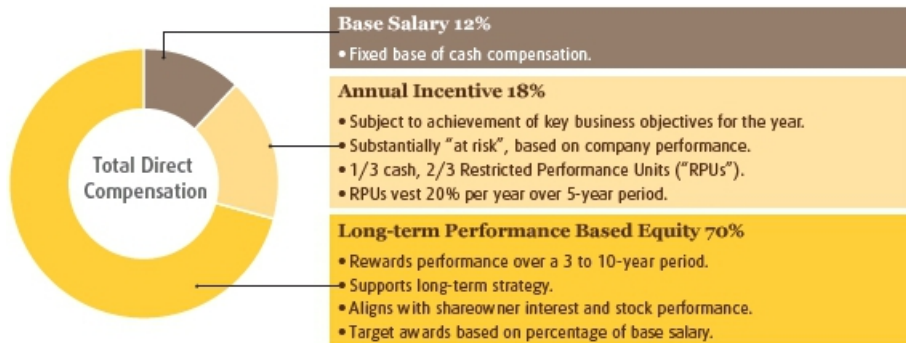 Total Direct
Compensation
Base Salary 12%
• Fixed base of cash compensation.
Annual Incentive 18%
• Subject to achievement of key business objectives for the year.
• Substantially “at risk”, based on company performance.
• 1/3 cash, 2/3 Restricted Performance Units (“RPUs”).
• RPUs vest 20% per year over 5-year period.
Long-term Performance Based Equity 70%
• Rewards performance over a 3 to 10-year period.
• Supports long-term strategy.
• Aligns with shareowner interest and stock performance.
• Target awards based on percentage of base salary.